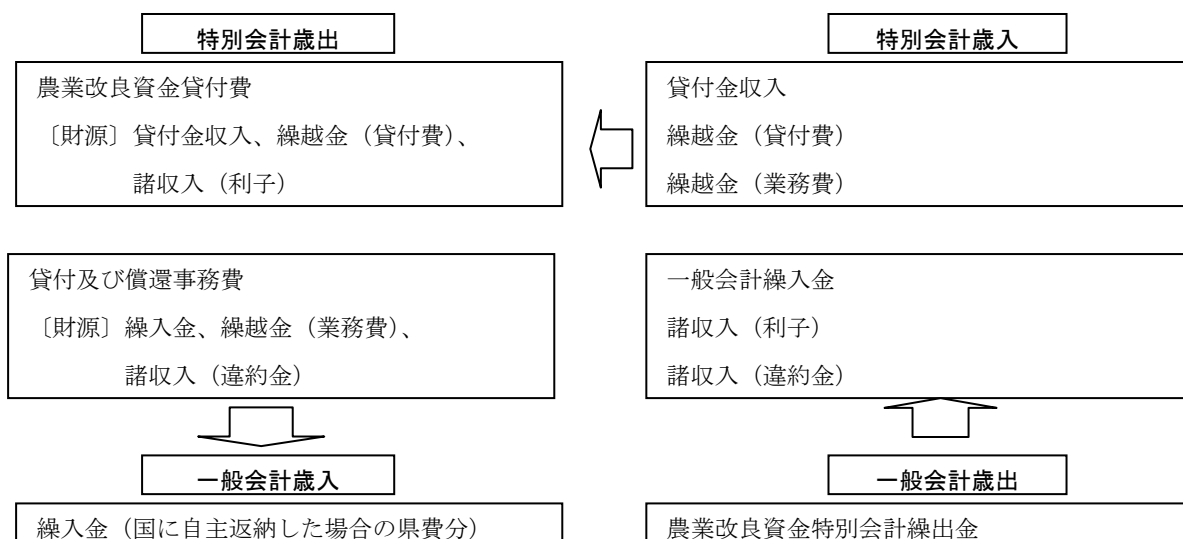 特別会計歳出
農業改良資金貸付費
〔財源〕貸付金収入、繰越金（貸付費）、
諸収入（利子）
特別会計歳入
貸付金収入
繰越金（貸付費）
繰越金（業務費）
貸付及び償還事務費
〔財源〕繰入金、繰越金（業務費）、
諸収入（違約金）
一般会計繰入金
諸収入（利子）
諸収入（違約金）
一般会計歳入
繰入金（国に自主返納した場合の県費分）
一般会計歳出
農業改良資金特別会計繰出金